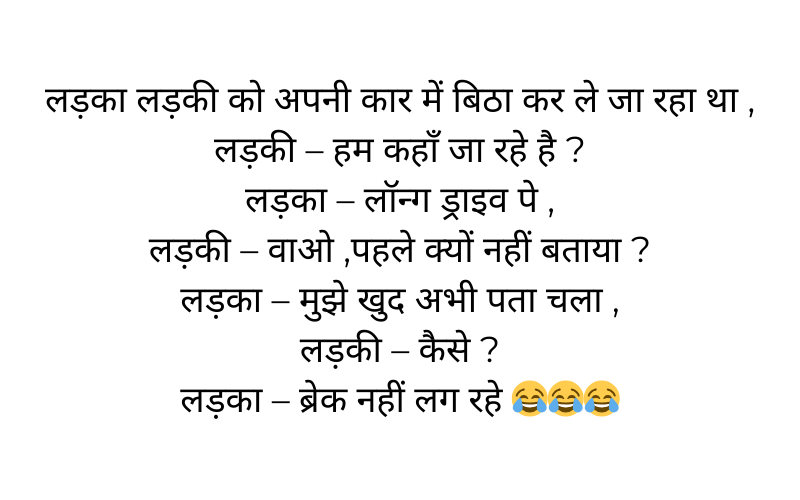 लड़का लड़की को अपनी कार में बिठा कर ले जा रहा था ,
लड़की – हम कहाँ जा रहे है ?
लड़का – लॉन्ग ड्राइव पे ,
लड़की – वाओ ,पहले क्यों नहीं बताया ?
लड़का – मुझे खुद अभी पता चला ,
लड़की – कैसे ?
लड़का – ब्रेक नहीं लग रहे 😂😂😂